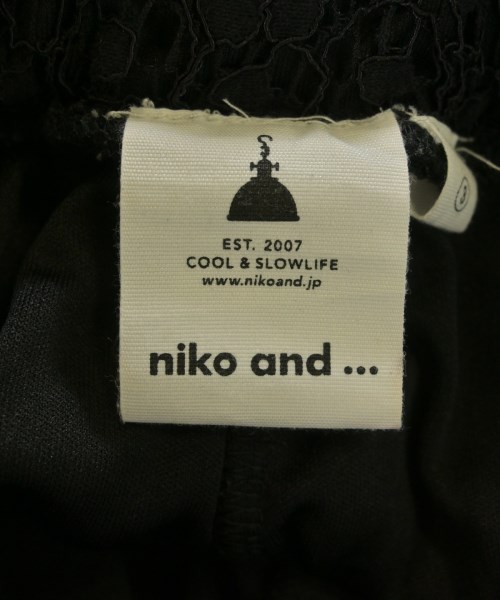 EST. 2007
COOL & SLOWLIFE
www.nikoand.jp
niko and ...